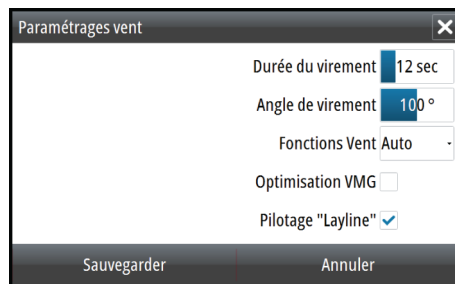 Paramétrages vent
Durée du virement 12 sec
Angle de virement 100 °
Fonctions Vent Auto
Optimisation VMG
Pilotage "Layline"
Sauvegarder Annuler